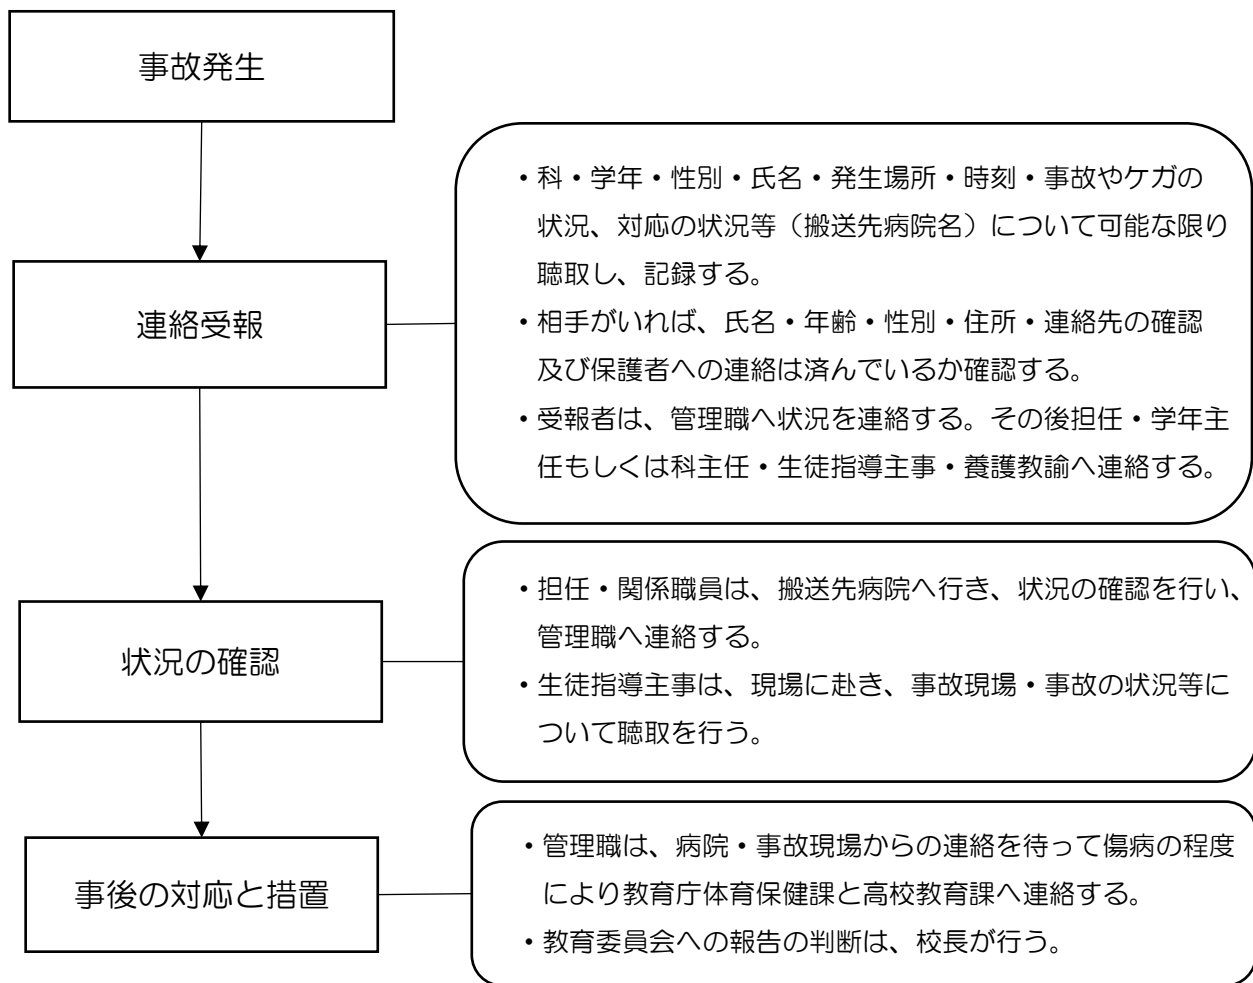 事故発生
連絡受報
・科・学年・性別・氏名・発生場所・時刻・事故やケガの
状況、対応の状況等（搬送先病院名）について可能な限り
聴取し、記録する。
・相手がいれば、氏名・年齢・性別・住所・連絡先の確認
及び保護者への連絡は済んでいるか確認する。
・受報者は、管理職へ状況を連絡する。その後担任・学年主
任もしくは科主任・生徒指導主事・養護教諭へ連絡する。
状況の確認
・担任・関係職員は、搬送先病院へ行き、状況の確認を行い、
管理職へ連絡する。
・生徒指導主事は、現場に赴き、事故現場・事故の状況等に
ついて聴取を行う。
事後の対応と措置
・管理職は、病院・事故現場からの連絡を待って傷病の程度
により教育庁体育保健課と高校教育課へ連絡する。
・教育委員会への報告の判断は、校長が行う。